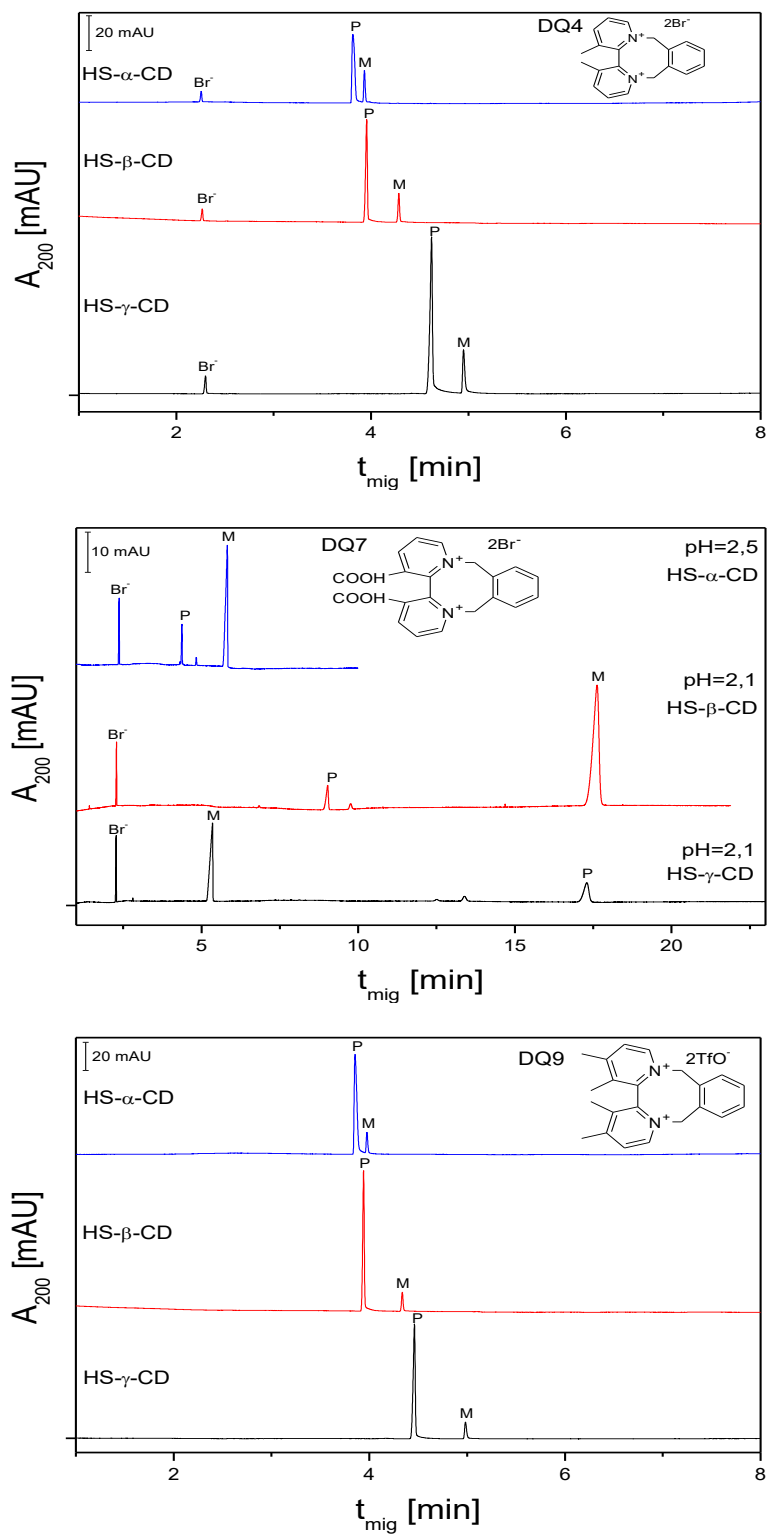 20 mAU
DQ4
2Br⁻
N⁺
N⁺
HS-α-CD
Br⁻
P
M
HS-β-CD
Br⁻
P
M
HS-γ-CD
Br⁻
P
M
A₂₀₀ [mAU]
2 4 6 8
t_mig [min]
10 mAU
DQ7
2Br⁻
COOH
COOH
N⁺
N⁺
pH=2,5
HS-α-CD
Br⁻
P
M
pH=2,1
HS-β-CD
Br⁻
P
M
pH=2,1
HS-γ-CD
Br⁻
M
P
A₂₀₀ [mAU]
5 10 15 20
t_mig [min]
20 mAU
DQ9
2TfO⁻
N⁺
N⁺
HS-α-CD
P
M
HS-β-CD
P
M
HS-γ-CD
P
M
A₂₀₀ [mAU]
2 4 6 8
t_mig [min]